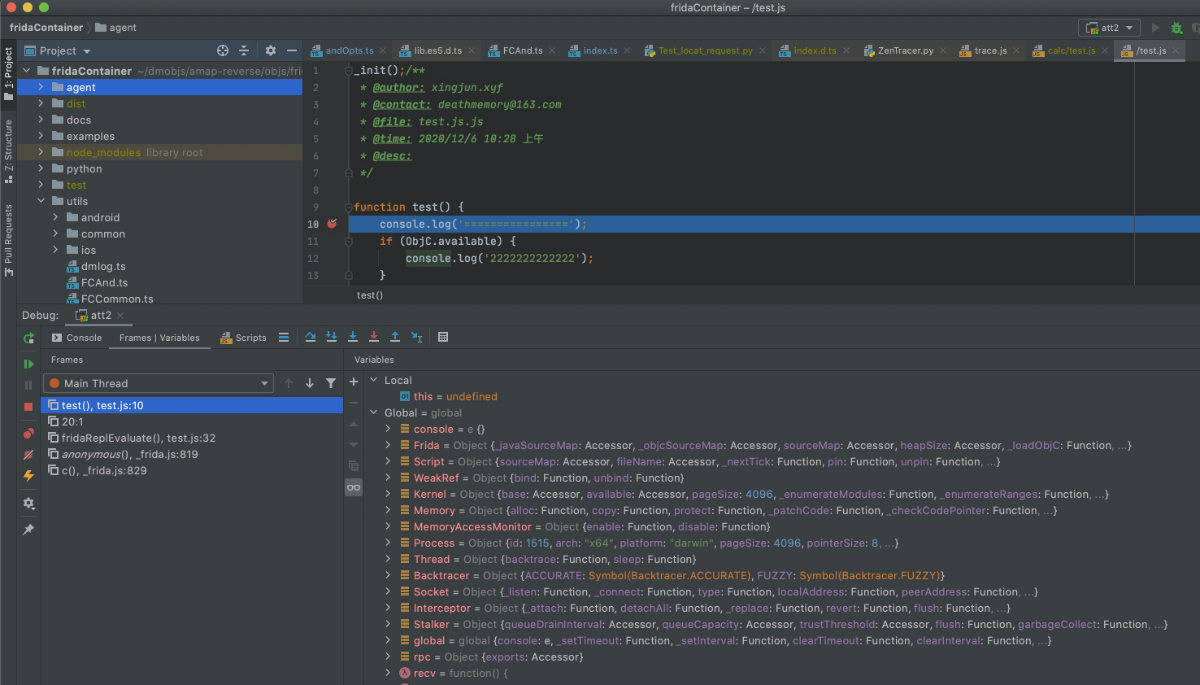 fridaContainer – /test.js
fridaContainer
agent
att2
Project
andOpts.ts
lib.es5.d.ts
FCAnd.ts
index.ts
Test_locat_request.py
index.d.ts
ZenTracer.py
trace.js
calc/test.js
/test.js
1: Project
Z: Structure
Pull Requests
fridaContainer ~/dmobjs/amap-reverse/objs/fri
agent
dist
docs
examples
node_modules library root
python
test
utils
android
common
ios
dmlog.ts
FCAnd.ts
FCCommon.ts
1 _init();/**
2 * @author: xingjun.xyf
3 * @contact: deathmemory@163.com
4 * @file: test.js.js
5 * @time: 2020/12/6 10:28 上午
6 * @desc:
7 */
8
9 function test() {
10 console.log('================');
11 if (ObjC.available) {
12 console.log('2222222222222');
13 }
test()
Debug: att2
Console
Frames | Variables
Scripts
Frames
Variables
Main Thread
test(), test.js:10
20:1
fridaReplEvaluate(), test.js:32
anonymous(), _frida.js:819
c(), _frida.js:829
Local
this = undefined
Global = global
console = e {}
Frida = Object {_javaSourceMap: Accessor, _objcSourceMap: Accessor, sourceMap: Accessor, heapSize: Accessor, _loadObjC: Function, ...}
Script = Object {sourceMap: Accessor, fileName: Accessor, _nextTick: Function, pin: Function, unpin: Function, ...}
WeakRef = Object {bind: Function, unbind: Function}
Kernel = Object {base: Accessor, available: Accessor, pageSize: 4096, _enumerateModules: Function, _enumerateRanges: Function, ...}
Memory = Object {alloc: Function, copy: Function, protect: Function, _patchCode: Function, _checkCodePointer: Function, ...}
MemoryAccessMonitor = Object {enable: Function, disable: Function}
Process = Object {id: 1515, arch: "x64", platform: "darwin", pageSize: 4096, pointerSize: 8, ...}
Thread = Object {backtrace: Function, sleep: Function}
Backtracer = Object {ACCURATE: Symbol(Backtracer.ACCURATE), FUZZY: Symbol(Backtracer.FUZZY)}
Socket = Object {_listen: Function, _connect: Function, type: Function, localAddress: Function, peerAddress: Function, ...}
Interceptor = Object {_attach: Function, detachAll: Function, _replace: Function, revert: Function, flush: Function, ...}
Stalker = Object {queueDrainInterval: Accessor, queueCapacity: Accessor, trustThreshold: Accessor, flush: Function, garbageCollect: Function, ...}
global = global {console: e, _setTimeout: Function, _setInterval: Function, clearTimeout: Function, clearInterval: Function, ...}
rpc = Object {exports: Accessor}
recv = function() {